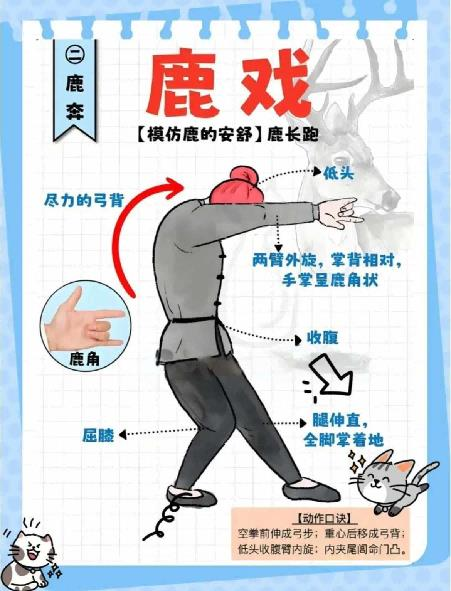 ②鹿奔
鹿戏
【模仿鹿的安舒】鹿长跑
低头
尽力的弓背
两臂外旋,掌背相对,
手掌呈鹿角状
鹿角
收腹
屈膝
腿伸直,
全脚掌着地
【动作口诀】
空拳前伸成弓步;重心后移成弓背;
低头收腹臂内旋:内夹尾闾命门凸。